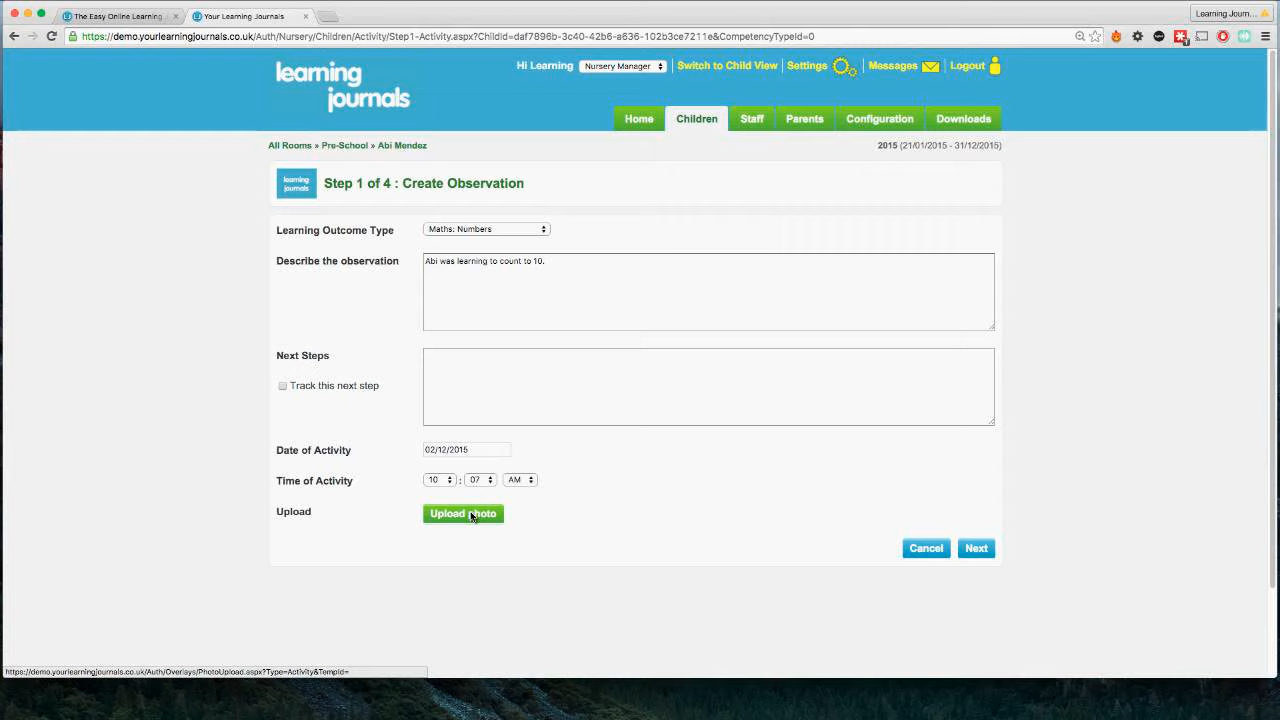 The Easy Online Learning
Your Learning Journals
Learning Journ...
https://demo.yourlearningjournals.co.uk/Auth/Nursery/Children/Activity/Step1-Activity.aspx?ChildId=daf7896b-3c40-42b6-a636-102b3ce7211e&CompetencyTypeId=0
learning journals
Hi Learning Nursery Manager Switch to Child View Settings Messages Logout
Home Children Staff Parents Configuration Downloads
All Rooms » Pre-School » Abi Mendez 2015 (21/01/2015 - 31/12/2015)
learning journals
Step 1 of 4 : Create Observation
Learning Outcome Type Maths: Numbers
Describe the observation Abi was learning to count to 10.
Next Steps
Track this next step
Date of Activity 02/12/2015
Time of Activity 10 : 07 AM
Upload Upload photo
Cancel Next
https://demo.yourlearningjournals.co.uk/Auth/Overlays/PhotoUpload.aspx?Type=Activity&TempId=